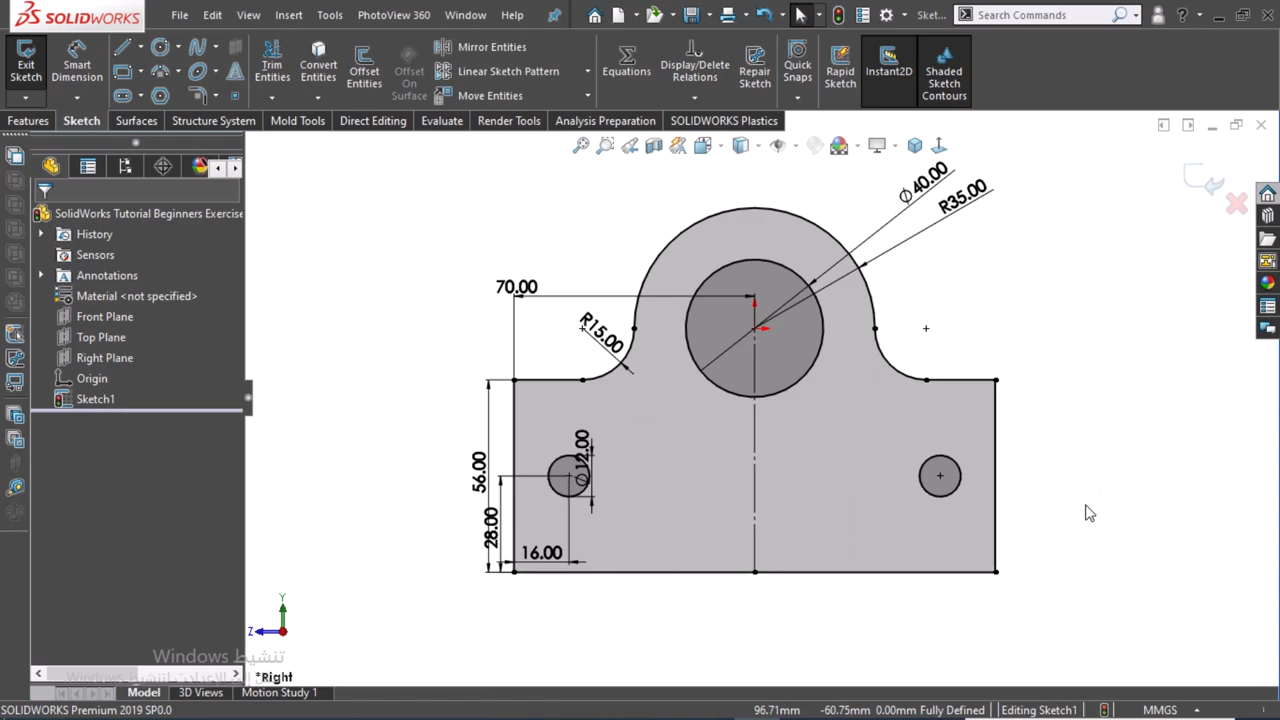 SOLIDWORKS
File
Edit
View
Insert
Tools
PhotoView 360
Window
Help
Sket...
Search Commands
Exit Sketch
Smart Dimension
Trim Entities
Convert Entities
Offset Entities
Offset On Surface
Mirror Entities
Linear Sketch Pattern
Move Entities
Equations
Display/Delete Relations
Repair Sketch
Quick Snaps
Rapid Sketch
Instant2D
Shaded Sketch Contours
Features
Sketch
Surfaces
Structure System
Mold Tools
Direct Editing
Evaluate
Render Tools
Analysis Preparation
SOLIDWORKS Plastics
SolidWorks Tutorial Beginners Exercise
History
Sensors
Annotations
Material <not specified>
Front Plane
Top Plane
Right Plane
Origin
Sketch1
Ø40.00
R35.00
70.00
R15.00
Ø12.00
56.00
28.00
16.00
Y
Z
*Right
تنشيط Windows
Model
3D Views
Motion Study 1
SOLIDWORKS Premium 2019 SP0.0
96.71mm
-60.75mm
0.00mm
Fully Defined
Editing Sketch1
MMGS